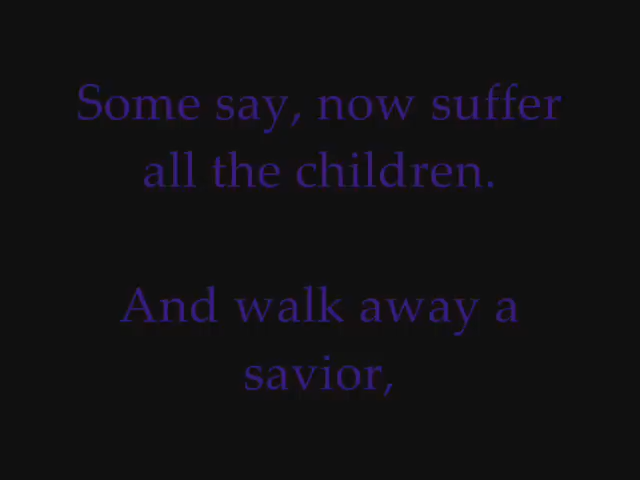 Some say, now suffer
all the children.
And walk away a
savior,